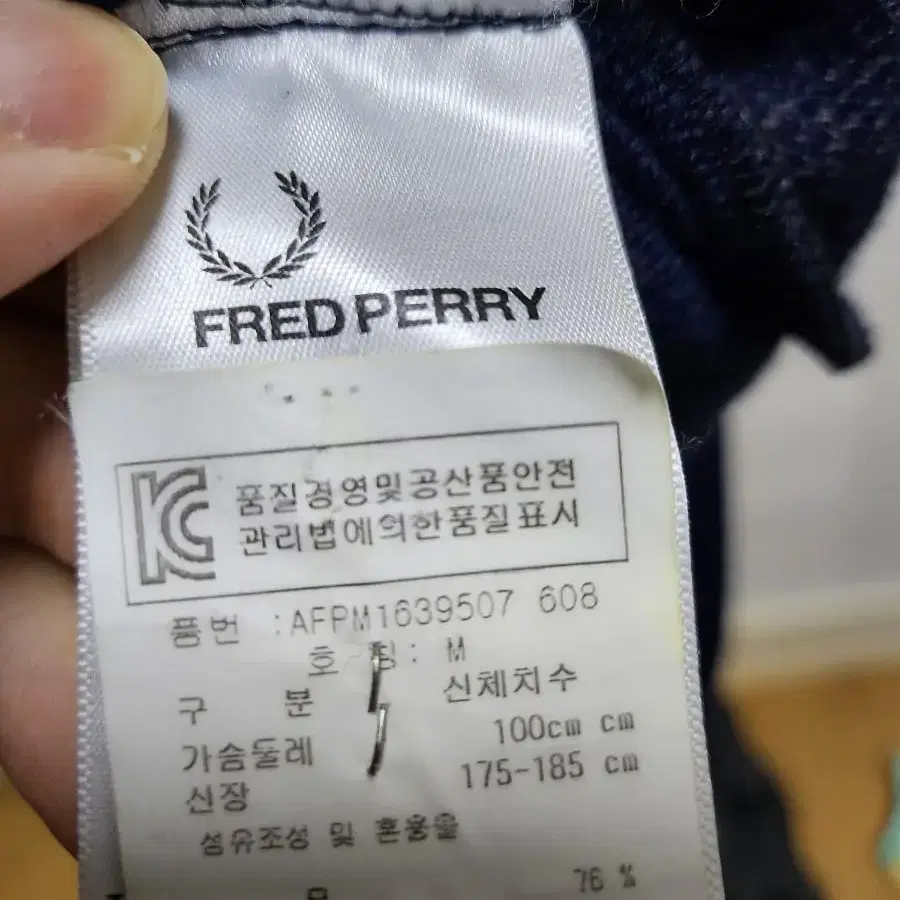 FRED PERRY
KC 품질경영및공산품안전
관리법에의한품질표시
품번 : AFPM1639507 608
호 칭 : M
구 분 신체치수
가슴둘레 100cm cm
신장 175-185 cm
섬유조성 및 혼용율
76 %